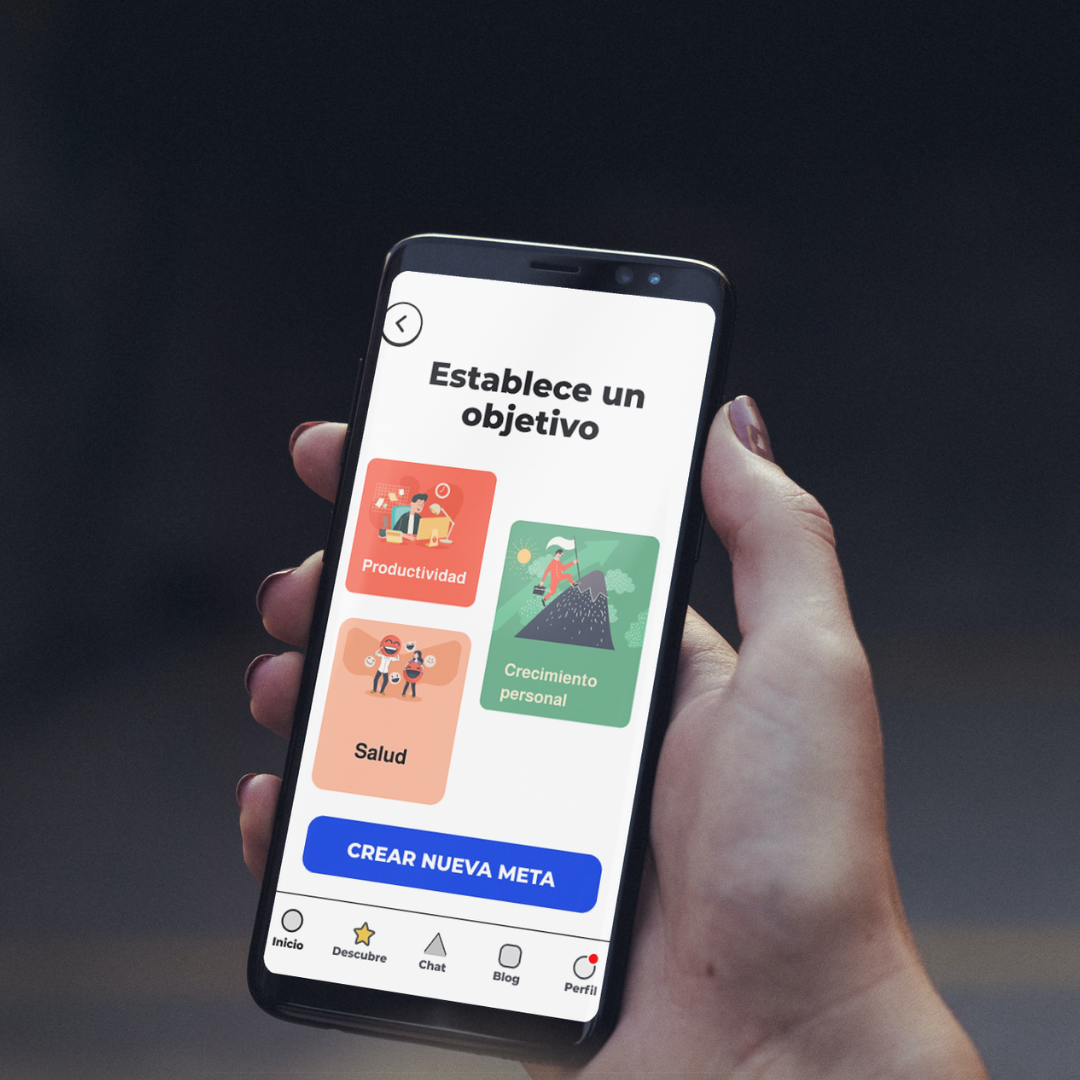 Establece un
objetivo
Productividad
Crecimiento
personal
Salud
CREAR NUEVA META
Inicio
Descubre
Chat
Blog
Perfil